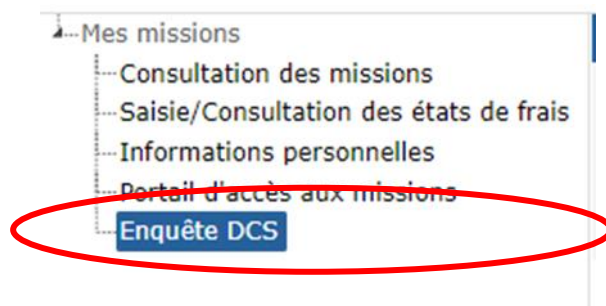 Mes missions
Consultation des missions
Saisie/Consultation des états de frais
Informations personnelles
Portail d'accès aux missions
Enquête DCS